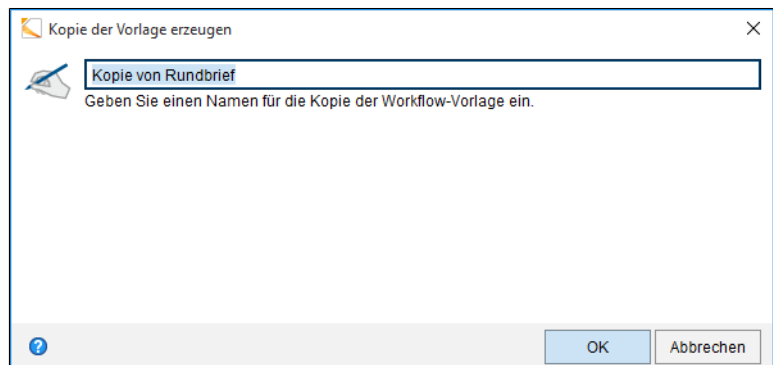 Kopie der Vorlage erzeugen
Kopie von Rundbrief
Geben Sie einen Namen für die Kopie der Workflow-Vorlage ein.
?
OK
Abbrechen